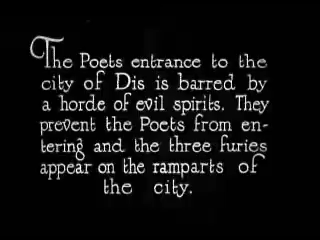 The Poets entrance to the
city of Dis is barred by
a horde of evil spirits. They
prevent the Poets from en-
tering and the three furies
appear on the ramparts of
the city.